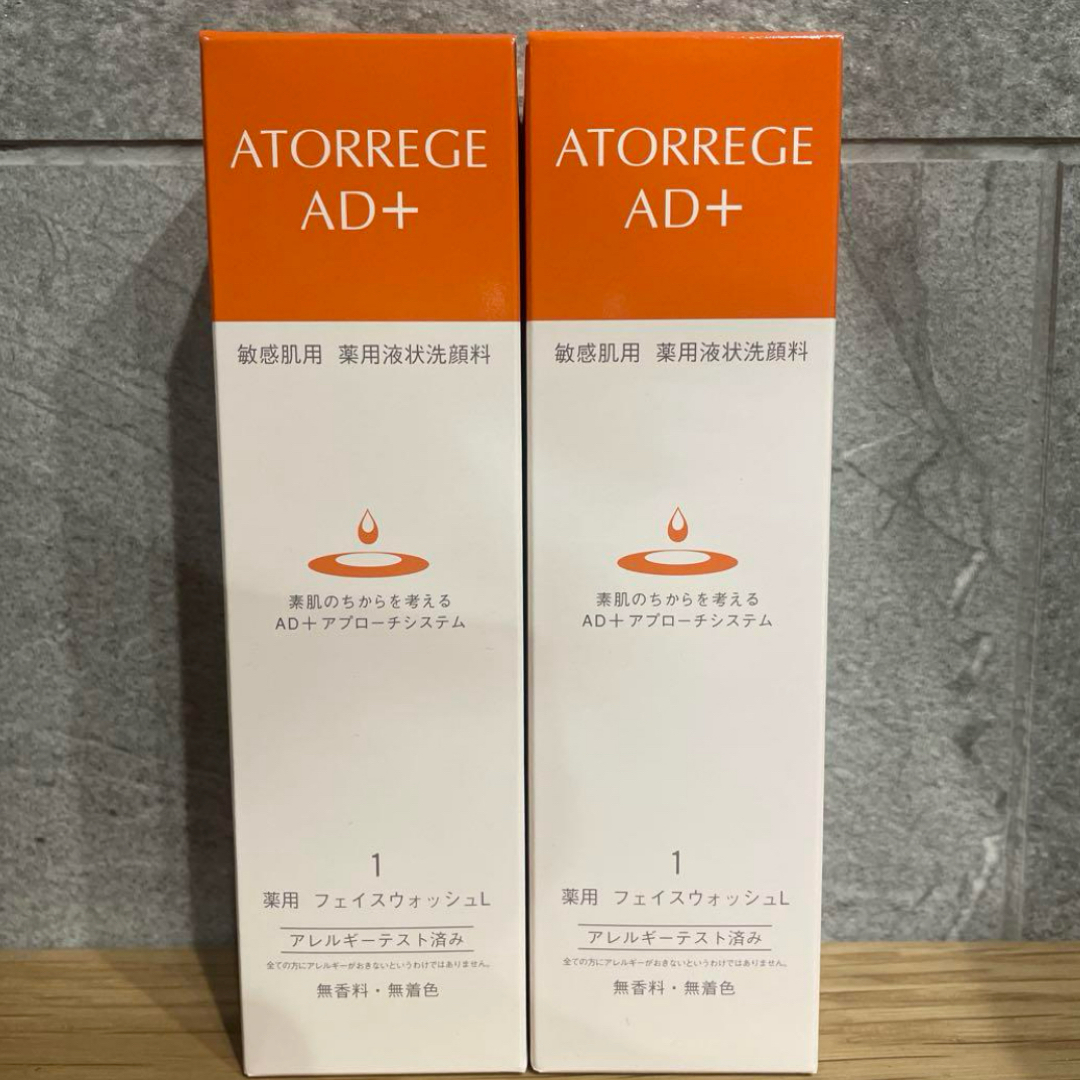 ATORREGE
AD+
敏感肌用 薬用液状洗顔料
素肌のちからを考える
AD+アプローチシステム
1
薬用 フェイスウォッシュL
アレルギーテスト済み
全ての方にアレルギーがおきないというわけではありません。
無香料・無着色
ATORREGE
AD+
敏感肌用 薬用液状洗顔料
素肌のちからを考える
AD+アプローチシステム
1
薬用 フェイスウォッシュL
アレルギーテスト済み
全ての方にアレルギーがおきないというわけではありません。
無香料・無着色